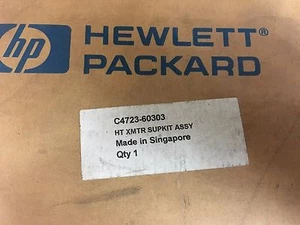 hp
HEWLETT®
PACKARD
C4723-60303
HT XMTR SUPKIT ASSY
Made in Singapore
Qty 1